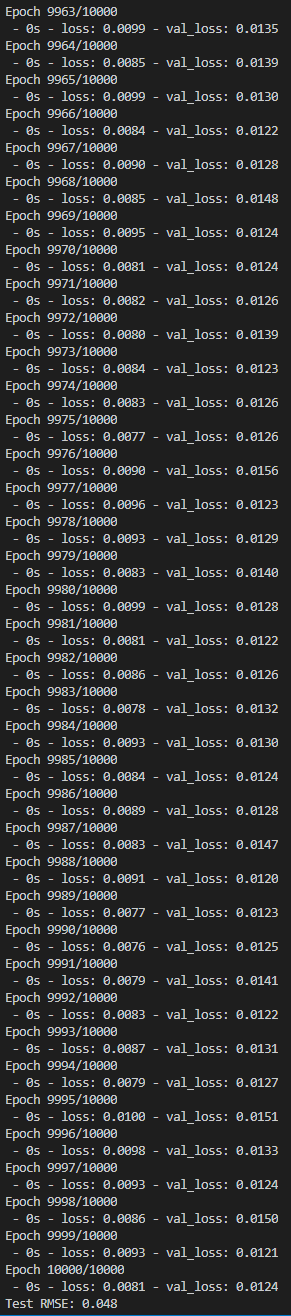 Epoch 9963/10000
 - 0s - loss: 0.0099 - val_loss: 0.0135
Epoch 9964/10000
 - 0s - loss: 0.0085 - val_loss: 0.0139
Epoch 9965/10000
 - 0s - loss: 0.0099 - val_loss: 0.0130
Epoch 9966/10000
 - 0s - loss: 0.0084 - val_loss: 0.0122
Epoch 9967/10000
 - 0s - loss: 0.0090 - val_loss: 0.0128
Epoch 9968/10000
 - 0s - loss: 0.0085 - val_loss: 0.0148
Epoch 9969/10000
 - 0s - loss: 0.0095 - val_loss: 0.0124
Epoch 9970/10000
 - 0s - loss: 0.0081 - val_loss: 0.0124
Epoch 9971/10000
 - 0s - loss: 0.0082 - val_loss: 0.0126
Epoch 9972/10000
 - 0s - loss: 0.0080 - val_loss: 0.0139
Epoch 9973/10000
 - 0s - loss: 0.0084 - val_loss: 0.0123
Epoch 9974/10000
 - 0s - loss: 0.0083 - val_loss: 0.0126
Epoch 9975/10000
 - 0s - loss: 0.0077 - val_loss: 0.0126
Epoch 9976/10000
 - 0s - loss: 0.0090 - val_loss: 0.0156
Epoch 9977/10000
 - 0s - loss: 0.0096 - val_loss: 0.0123
Epoch 9978/10000
 - 0s - loss: 0.0093 - val_loss: 0.0129
Epoch 9979/10000
 - 0s - loss: 0.0083 - val_loss: 0.0140
Epoch 9980/10000
 - 0s - loss: 0.0099 - val_loss: 0.0128
Epoch 9981/10000
 - 0s - loss: 0.0081 - val_loss: 0.0122
Epoch 9982/10000
 - 0s - loss: 0.0086 - val_loss: 0.0126
Epoch 9983/10000
 - 0s - loss: 0.0078 - val_loss: 0.0132
Epoch 9984/10000
 - 0s - loss: 0.0093 - val_loss: 0.0130
Epoch 9985/10000
 - 0s - loss: 0.0084 - val_loss: 0.0124
Epoch 9986/10000
 - 0s - loss: 0.0089 - val_loss: 0.0128
Epoch 9987/10000
 - 0s - loss: 0.0083 - val_loss: 0.0147
Epoch 9988/10000
 - 0s - loss: 0.0091 - val_loss: 0.0120
Epoch 9989/10000
 - 0s - loss: 0.0077 - val_loss: 0.0123
Epoch 9990/10000
 - 0s - loss: 0.0076 - val_loss: 0.0125
Epoch 9991/10000
 - 0s - loss: 0.0079 - val_loss: 0.0141
Epoch 9992/10000
 - 0s - loss: 0.0083 - val_loss: 0.0122
Epoch 9993/10000
 - 0s - loss: 0.0087 - val_loss: 0.0131
Epoch 9994/10000
 - 0s - loss: 0.0079 - val_loss: 0.0127
Epoch 9995/10000
 - 0s - loss: 0.0100 - val_loss: 0.0151
Epoch 9996/10000
 - 0s - loss: 0.0098 - val_loss: 0.0133
Epoch 9997/10000
 - 0s - loss: 0.0093 - val_loss: 0.0124
Epoch 9998/10000
 - 0s - loss: 0.0086 - val_loss: 0.0150
Epoch 9999/10000
 - 0s - loss: 0.0093 - val_loss: 0.0121
Epoch 10000/10000
 - 0s - loss: 0.0081 - val_loss: 0.0124
Test RMSE: 0.048